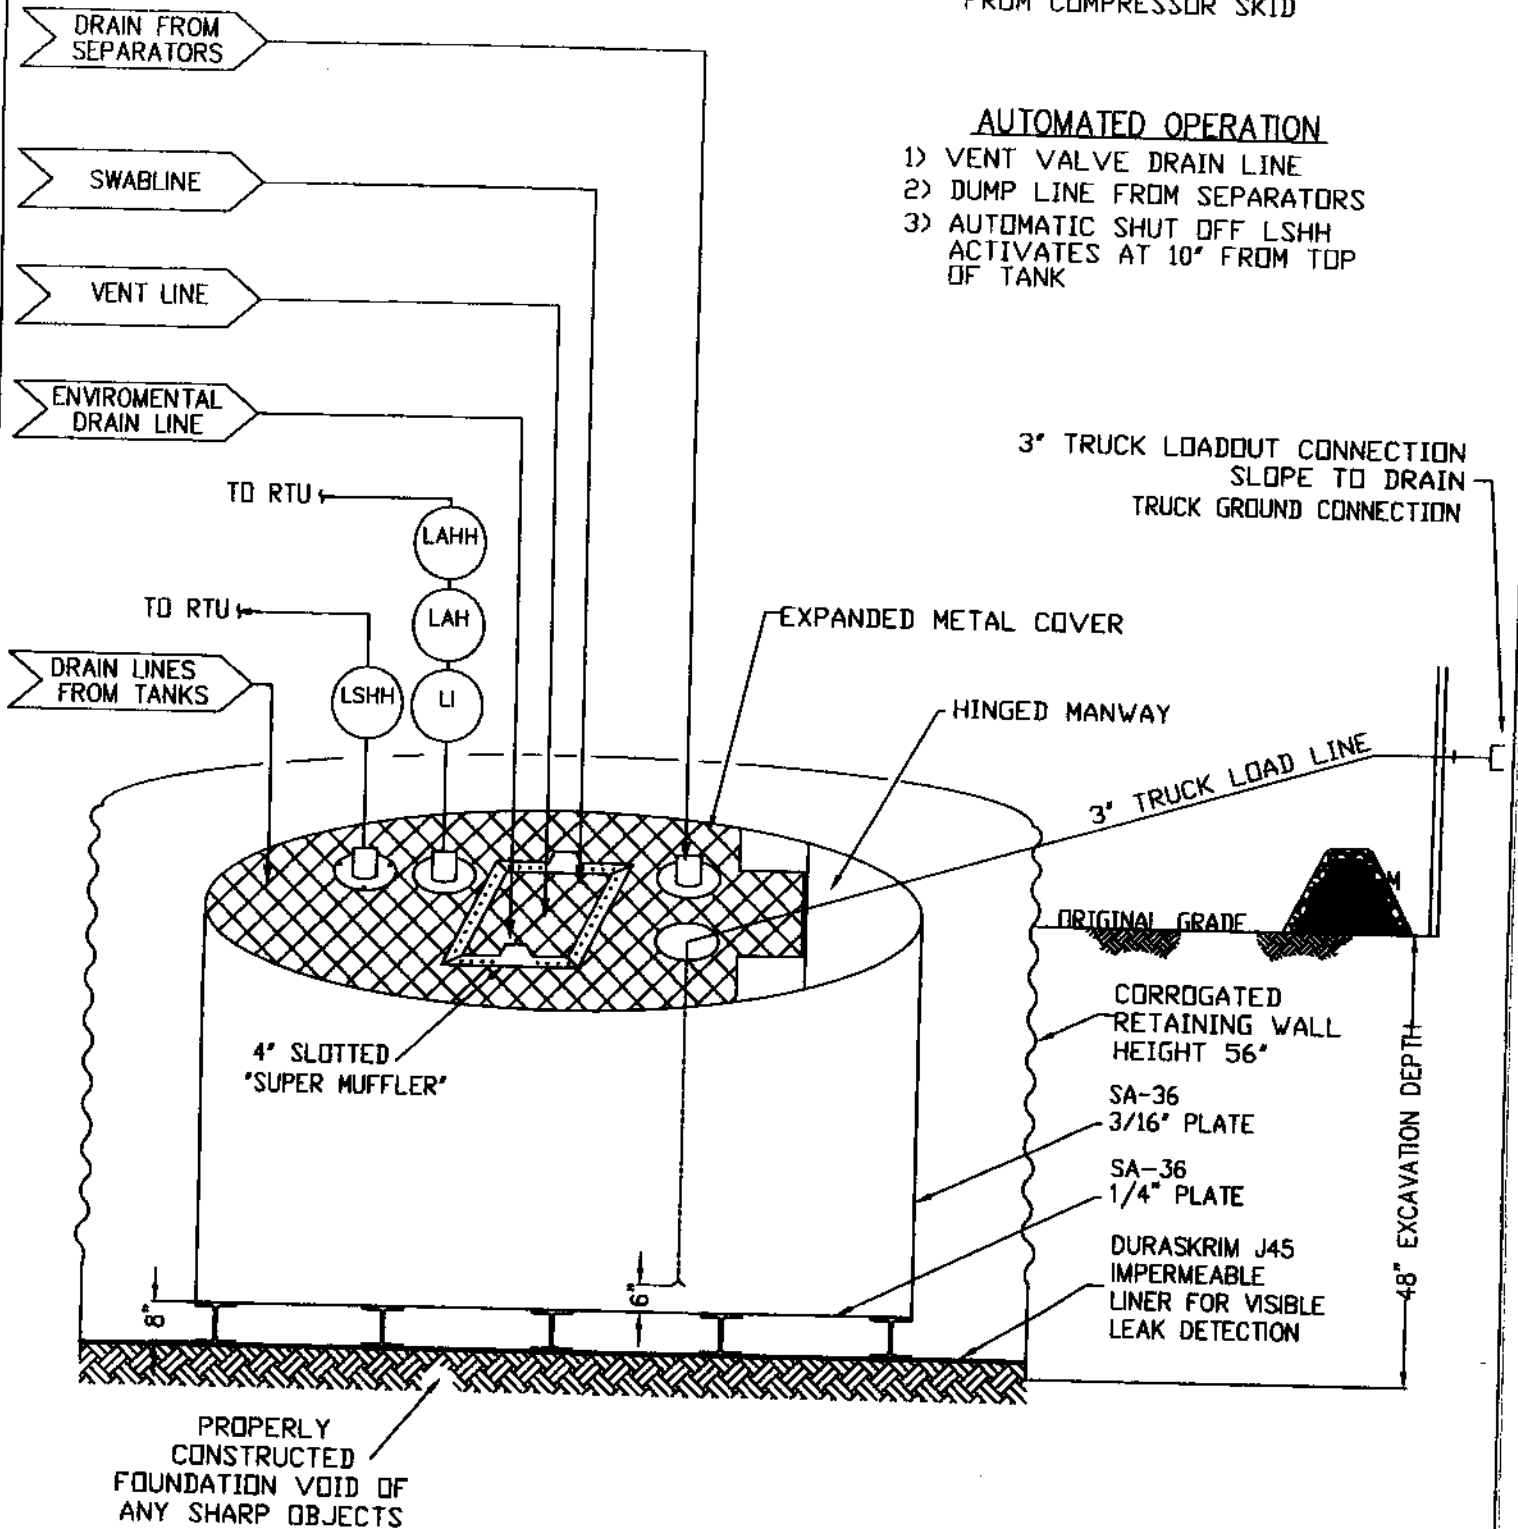 FROM COMPRESSOR SKID
DRAIN FROM
SEPARATORS
AUTOMATED OPERATION
1) VENT VALVE DRAIN LINE
2) DUMP LINE FROM SEPARATORS
3) AUTOMATIC SHUT OFF LSHH
ACTIVATES AT 10" FROM TOP
OF TANK
SWABLINE
VENT LINE
ENVIROMENTAL
DRAIN LINE
3" TRUCK LOADOUT CONNECTION
SLOPE TO DRAIN
TRUCK GROUND CONNECTION
TO RTU
LAHH
TO RTU
LAH
EXPANDED METAL COVER
DRAIN LINES
FROM TANKS
LSHH
LI
HINGED MANWAY
3" TRUCK LOAD LINE
M
ORIGINAL GRADE
CORROGATED
RETAINING WALL
HEIGHT 56"
4" SLOTTED
"SUPER MUFFLER"
SA-36
3/16" PLATE
SA-36
1/4" PLATE
48" EXCAVATION DEPTH
DURASKRIM J45
IMPERMEABLE
LINER FOR VISIBLE
LEAK DETECTION
8"
6"
PROPERLY
CONSTRUCTED
FOUNDATION VOID OF
ANY SHARP OBJECTS